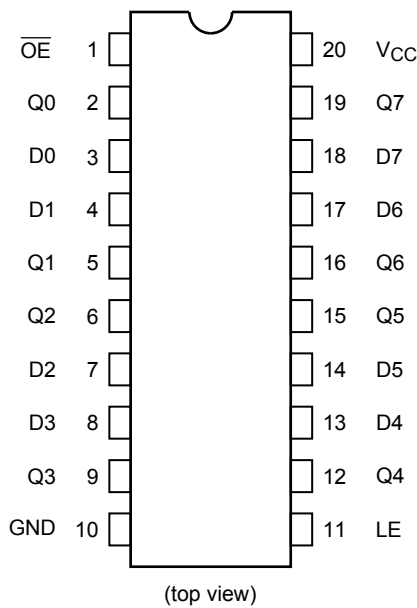 O̅E̅ 1 20 VCC
Q0 2 19 Q7
D0 3 18 D7
D1 4 17 D6
Q1 5 16 Q6
Q2 6 15 Q5
D2 7 14 D5
D3 8 13 D4
Q3 9 12 Q4
GND 10 11 LE
(top view)